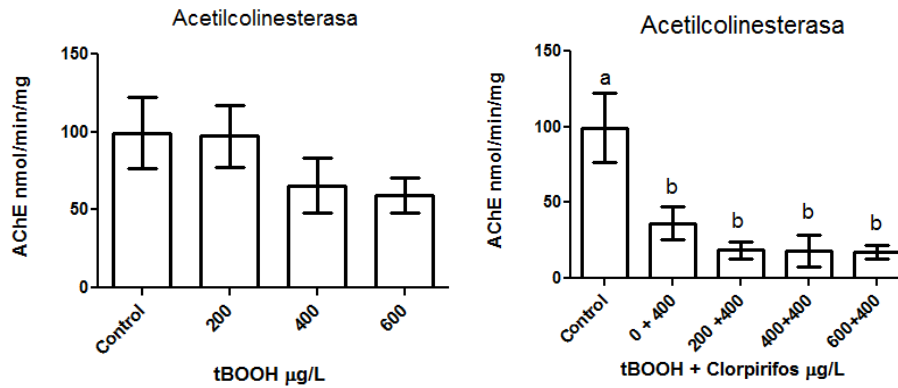 Acetilcolinesterasa
150
100
50
0
AChE nmol/min/mg
Control
200
400
600
tBOOH µg/L
Acetilcolinesterasa
150
100
50
0
AChE nmol/min/mg
a
b
b
b
b
Control
0 + 400
200 +400
400+400
600+400
tBOOH + Clorpirifos µg/L